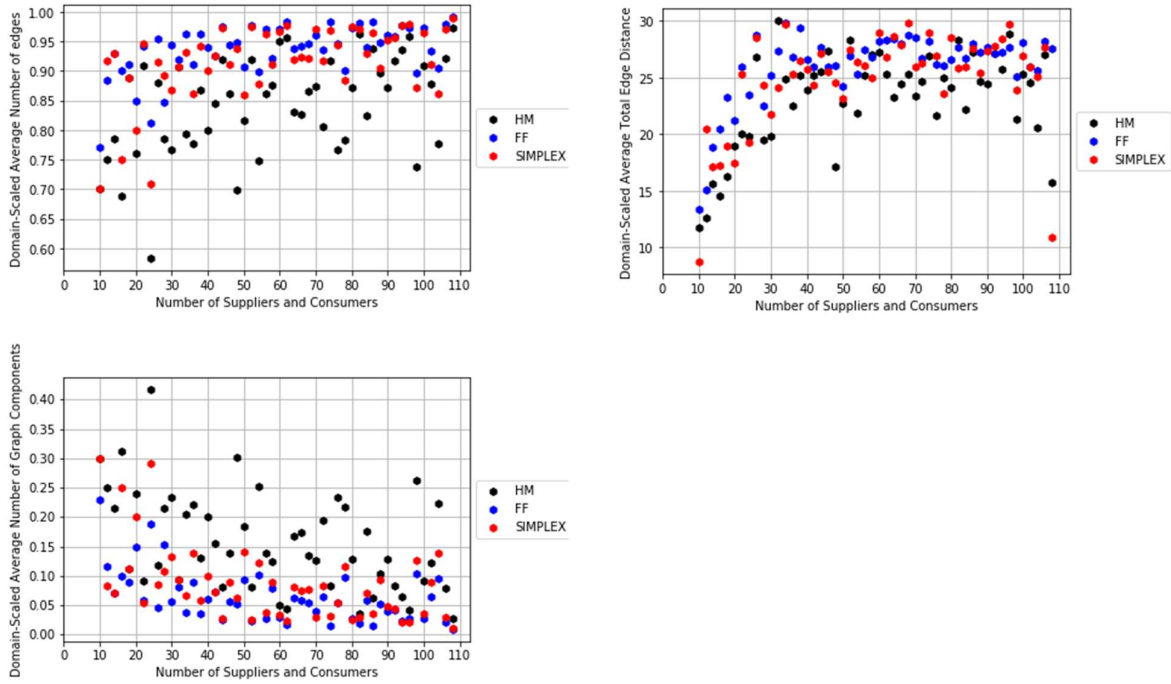 Domain-Scaled Average Number of edges
1.00
0.95
0.90
0.85
0.80
0.75
0.70
0.65
0.60
0 10 20 30 40 50 60 70 80 90 100 110
Number of Suppliers and Consumers
HM
FF
SIMPLEX
Domain-Scaled Average Total Edge Distance
30
25
20
15
10
0 10 20 30 40 50 60 70 80 90 100 110
Number of Suppliers and Consumers
HM
FF
SIMPLEX
Domain-Scaled Average Number of Graph Components
0.40
0.35
0.30
0.25
0.20
0.15
0.10
0.05
0.00
0 10 20 30 40 50 60 70 80 90 100 110
Number of Suppliers and Consumers
HM
FF
SIMPLEX